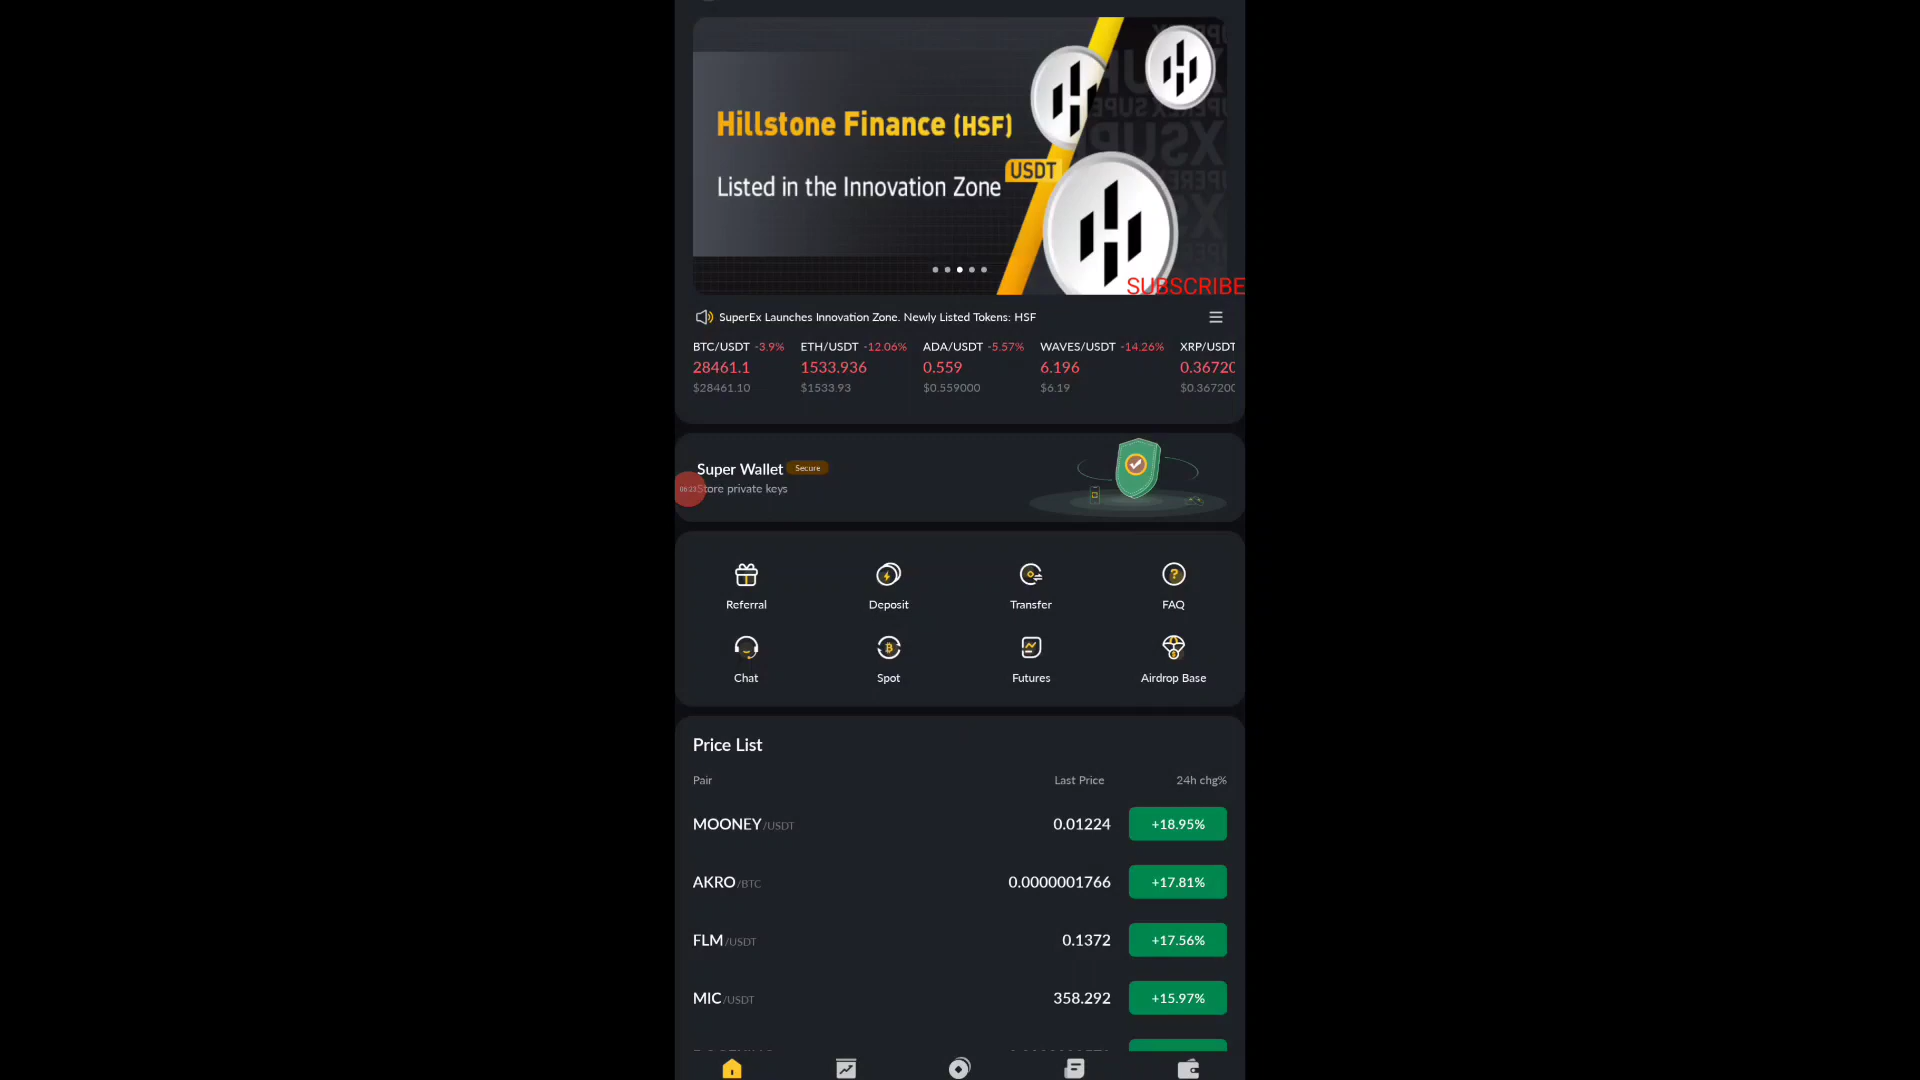 Hillstone Finance (HSF)
USDT
Listed in the Innovation Zone
SUBSCRIBE
SuperEx Launches Innovation Zone. Newly Listed Tokens: HSF
BTC/USDT -3.9% ETH/USDT -12.06% ADA/USDT -5.57% WAVES/USDT -14.26% XRP/USDT
28461.1 1533.936 0.559 6.196 0.36720
$28461.10 $1533.93 $0.559000 $6.19 $0.367200
Super Wallet Secure
Store private keys
Referral Deposit Transfer FAQ
Chat Spot Futures Airdrop Base
Price List
Pair Last Price 24h chg%
MOONEY/USDT 0.01224 +18.95%
AKRO/BTC 0.0000001766 +17.81%
FLM/USDT 0.1372 +17.56%
MIC/USDT 358.292 +15.97%